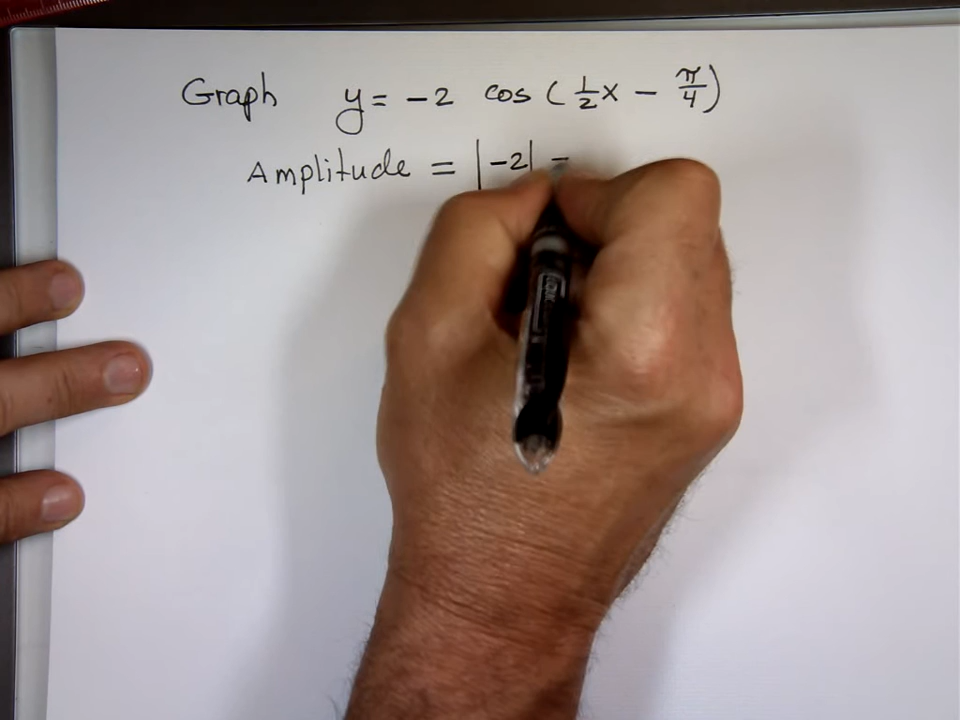 Graph y = -2 cos (1/2 x - π/4)
Amplitude = |-2| =